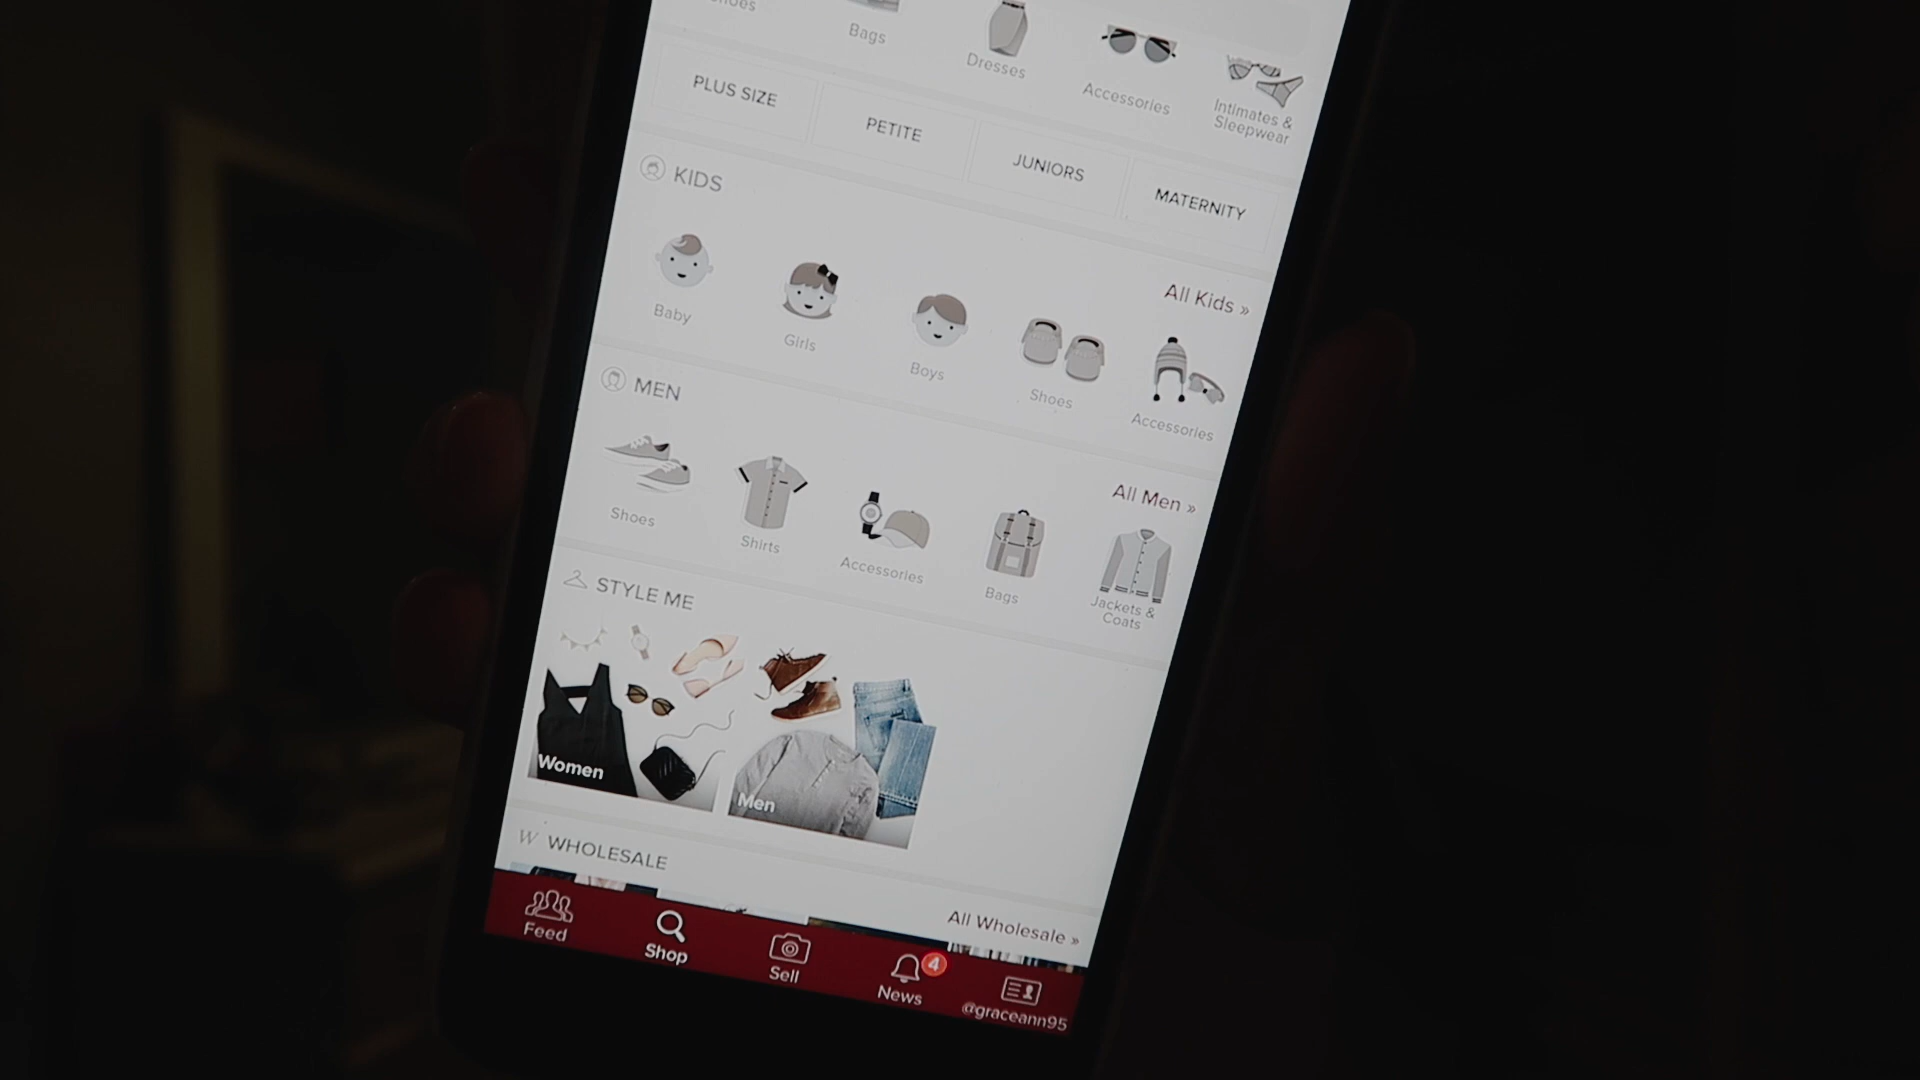 Shoes
Bags
Dresses
Accessories
Intimates &
Sleepwear
PLUS SIZE
PETITE
JUNIORS
MATERNITY
KIDS
All Kids »
Baby
Girls
Boys
Shoes
Accessories
MEN
All Men »
Shoes
Shirts
Accessories
Bags
Jackets &
Coats
STYLE ME
Women
Men
W WHOLESALE
All Wholesale »
Feed
Shop
Sell
4
News
@graceann95